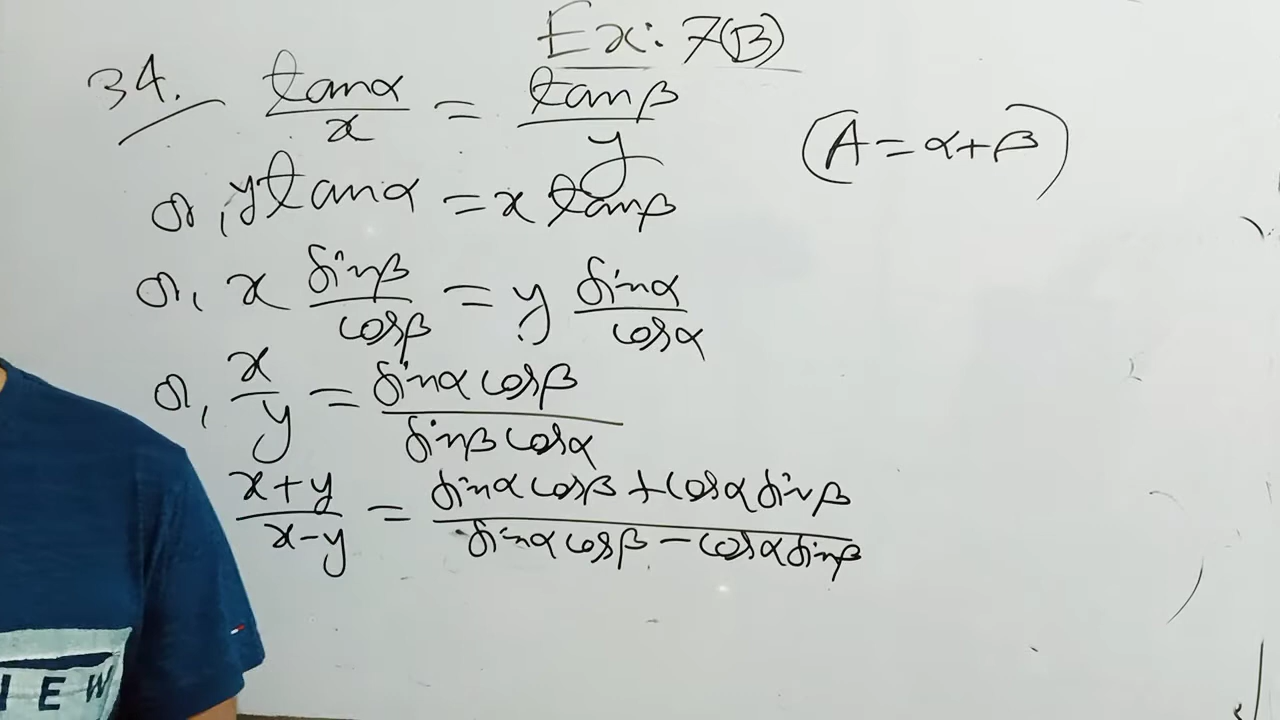 Ex: 7(B)
34. tanα/x = tanβ/y
(A = α+β)
or, y tanα = x tanβ
or, x sinβ/cosβ = y sinα/cosα
or, x/y = sinα cosβ/sinβ cosα
x+y/x-y = sinα cosβ + cosα sinβ/sinα cosβ - cosα sinβ
IEW